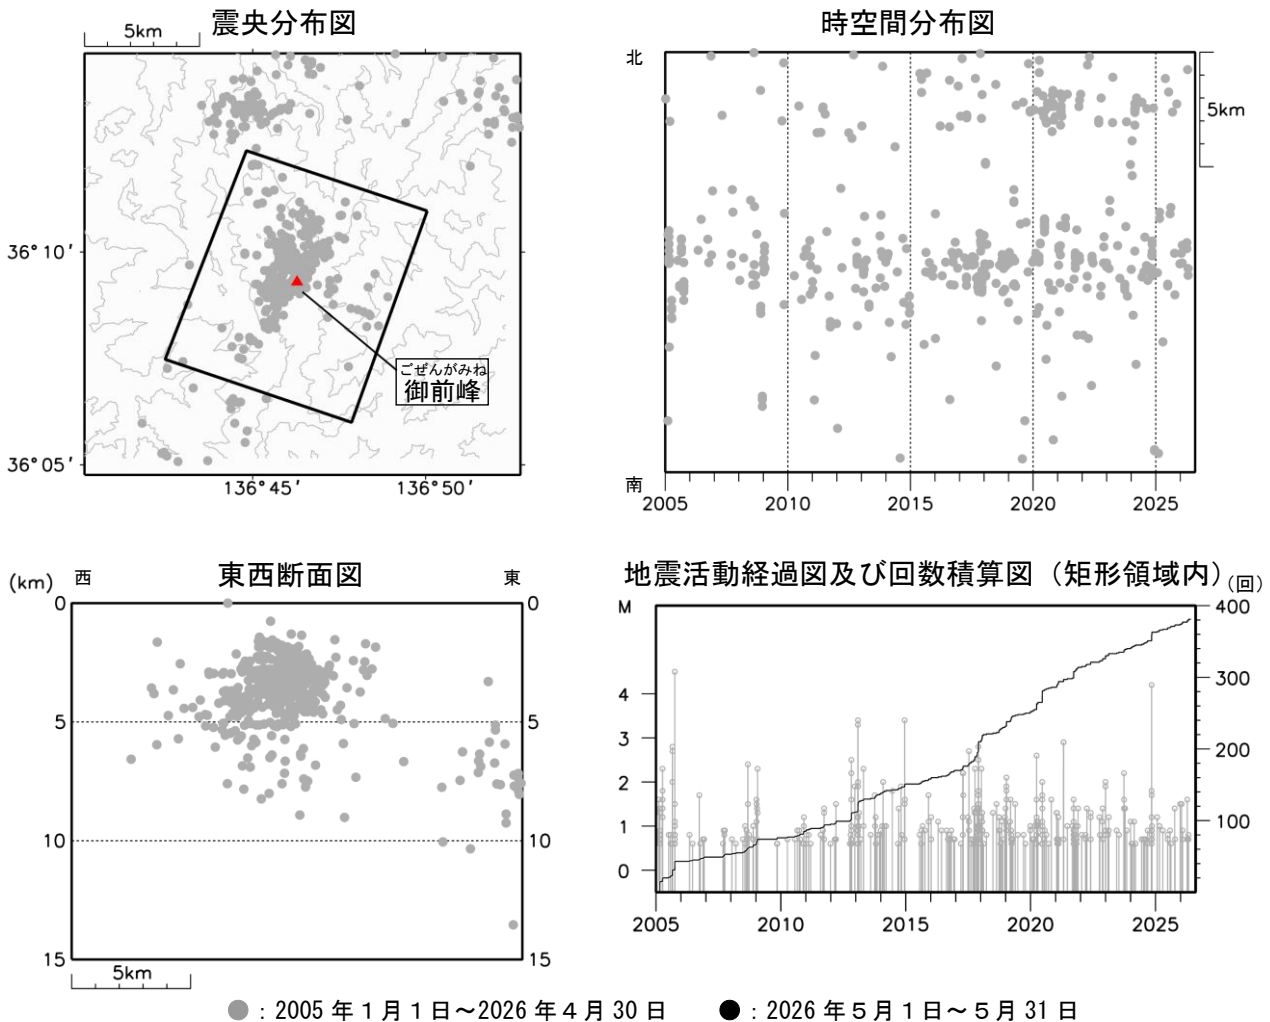 震央分布図
5km
36°10′
36°05′
136°45′
136°50′
ごぜんがみね
御前峰
時空間分布図
北
南
5km
2005
2010
2015
2020
2025
東西断面図
(km)
西
東
0
5
10
15
0
5
10
15
5km
地震活動経過図及び回数積算図（矩形領域内）
(回)
M
4
3
2
1
0
400
300
200
100
2005
2010
2015
2020
2025
●：2005 年１月１日～2026 年４月 30 日
●：2026 年５月１日～５月 31 日